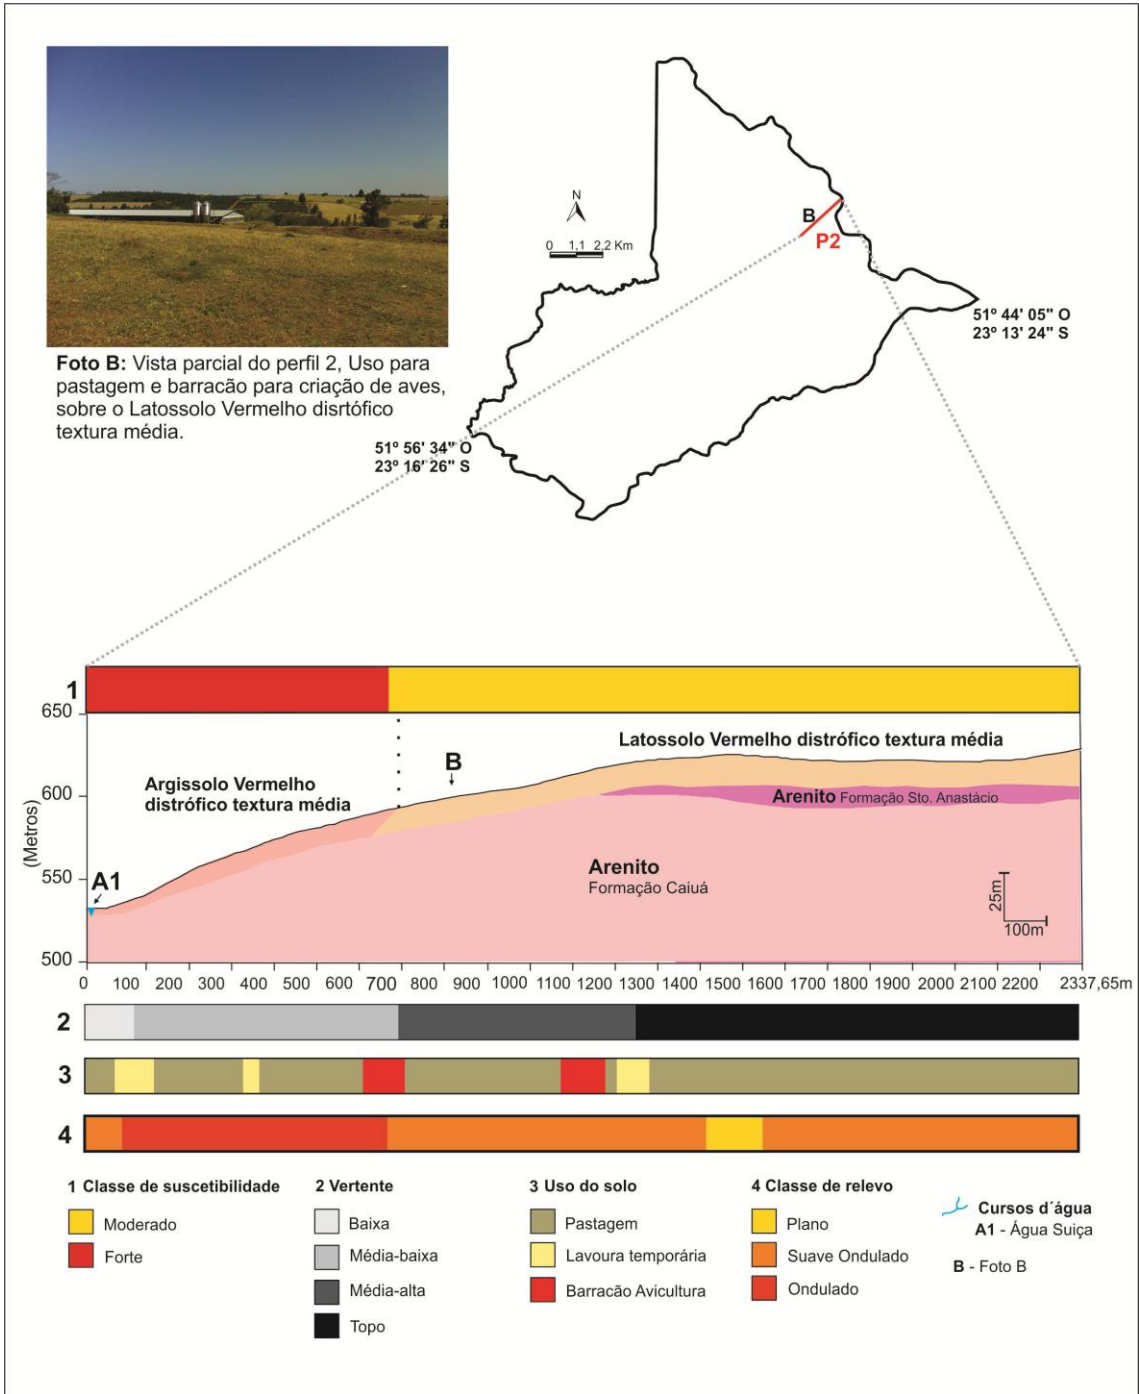 N
0 1,1 2,2 Km
B
P2
51º 44' 05" O
23º 13' 24" S
Foto B: Vista parcial do perfil 2, Uso para
pastagem e barracão para criação de aves,
sobre o Latossolo Vermelho disrtófico
textura média.
51º 56' 34" O
23º 16' 26" S
1
650
Latossolo Vermelho distrófico textura média
B
Argissolo Vermelho
distrófico textura média
600
Arenito Formação Sto. Anastácio
(Metros)
Arenito
Formação Caiuá
550
A1
25m
100m
500
0 100 200 300 400 500 600 700 800 900 1000 1100 1200 1300 1400 1500 1600 1700 1800 1900 2000 2100 2200 2337,65m
2
3
4
1 Classe de suscetibilidade
Moderado
Forte
2 Vertente
Baixa
Média-baixa
Média-alta
Topo
3 Uso do solo
Pastagem
Lavoura temporária
Barracão Avicultura
4 Classe de relevo
Plano
Suave Ondulado
Ondulado
Cursos d´água
A1 - Água Suiça
B - Foto B